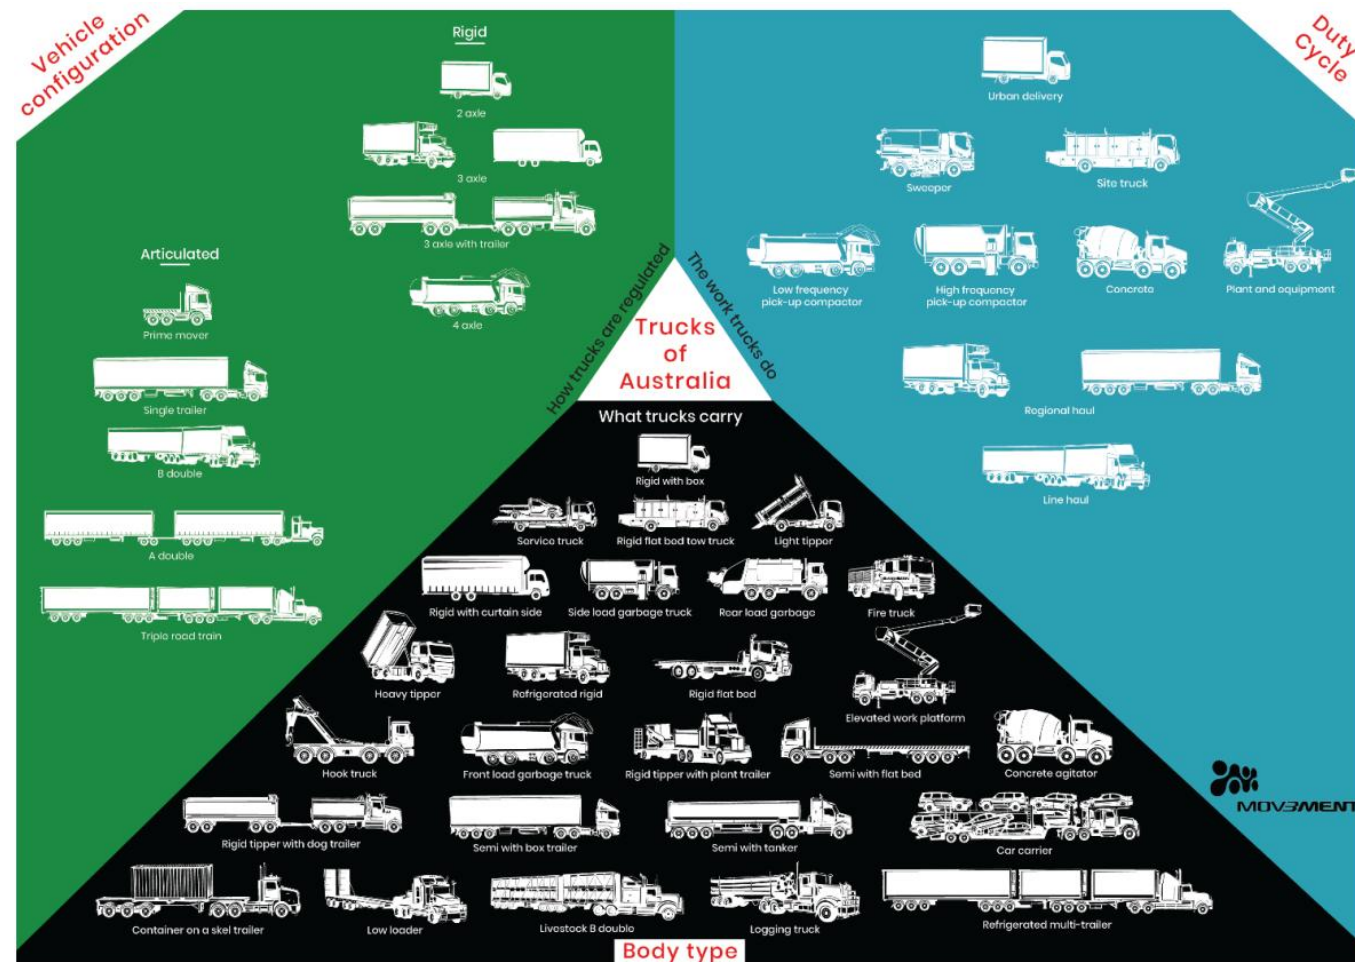 Vehicle
configuration
Rigid
2 axle
3 axle
3 axle with trailer
4 axle
Articulated
Prime mover
Single trailer
B double
A double
Triple road train
How trucks are regulated
Duty
Cycle
Urban delivery
Sweeper
Site truck
Low frequency
pick-up compactor
High frequency
pick-up compactor
Concrete
Plant and equipment
Regional haul
Line haul
The work trucks do
Trucks
of
Australia
What trucks carry
Rigid with box
Service truck
Rigid flat bed tow truck
Light tipper
Rigid with curtain side
Side load garbage truck
Rear load garbage
Fire truck
Heavy tipper
Refrigerated rigid
Rigid flat bed
Elevated work platform
Hook truck
Front load garbage truck
Rigid tipper with plant trailer
Semi with flat bed
Concrete agitator
Rigid tipper with dog trailer
Semi with box trailer
Semi with tanker
Car carrier
Container on a skel trailer
Low loader
Livestock B double
Logging truck
Refrigerated multi-trailer
Body type
MOV3MENT